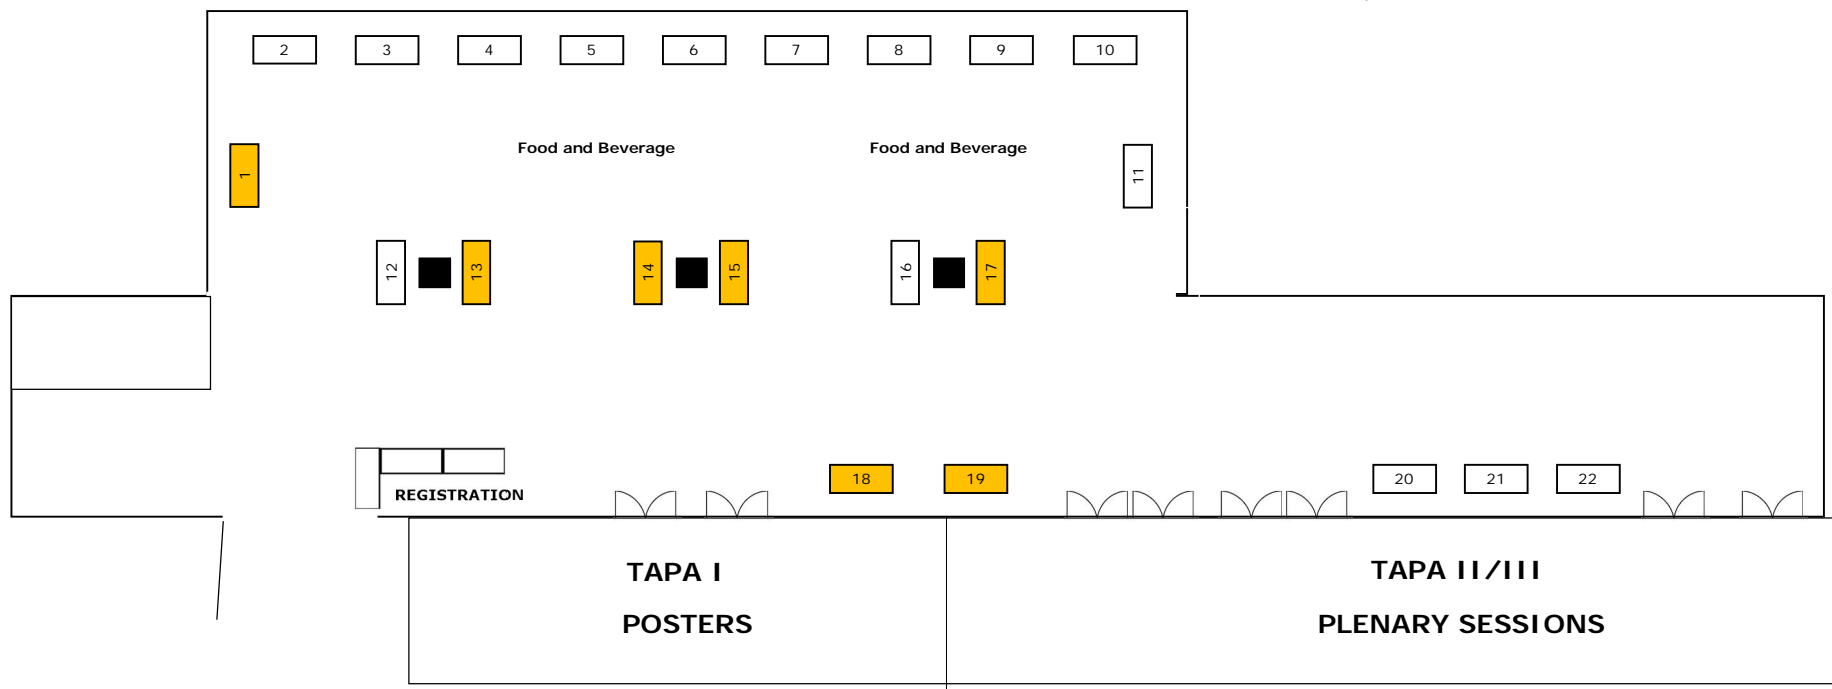 2 3 4 5 6 7 8 9 10
Food and Beverage Food and Beverage
1 11
12 13 14 15 16 17
18 19 20 21 22
REGISTRATION
TAPA I TAPA II/III
POSTERS PLENARY SESSIONS